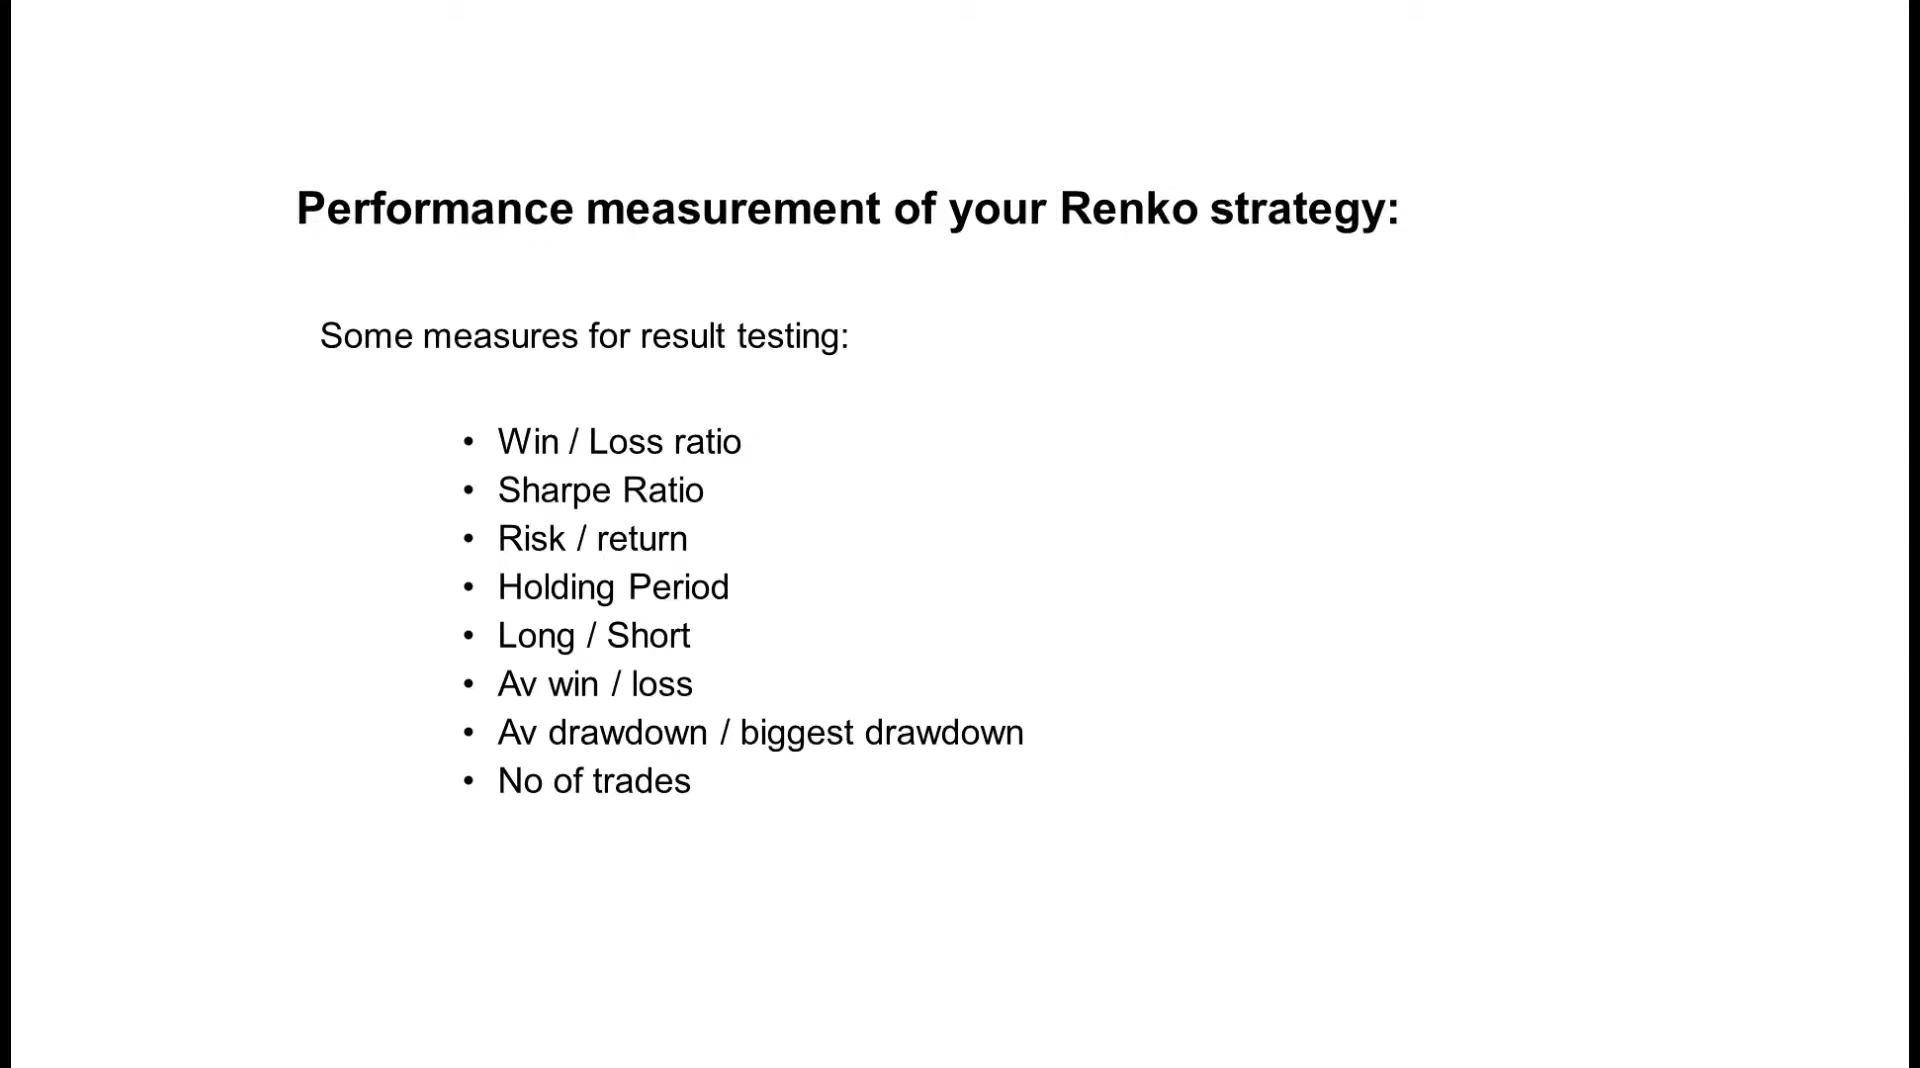 Performance measurement of your Renko strategy:
Some measures for result testing:
• Win / Loss ratio
• Sharpe Ratio
• Risk / return
• Holding Period
• Long / Short
• Av win / loss
• Av drawdown / biggest drawdown
• No of trades